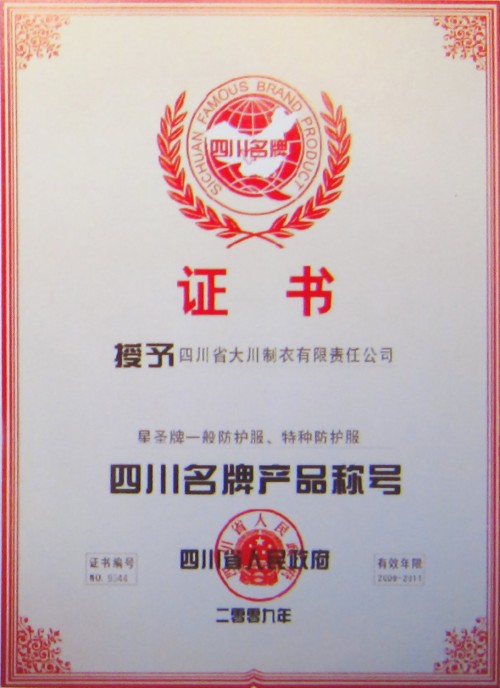 SICHUAN FAMOUS BRAND PRODUCT
四川名牌
证书
授予四川省大川制衣有限责任公司
星圣牌一般防护服、特种防护服
四川名牌产品称号
四川省人民政府
证书编号
NO.
有效年限
2009-2011
二零零九年